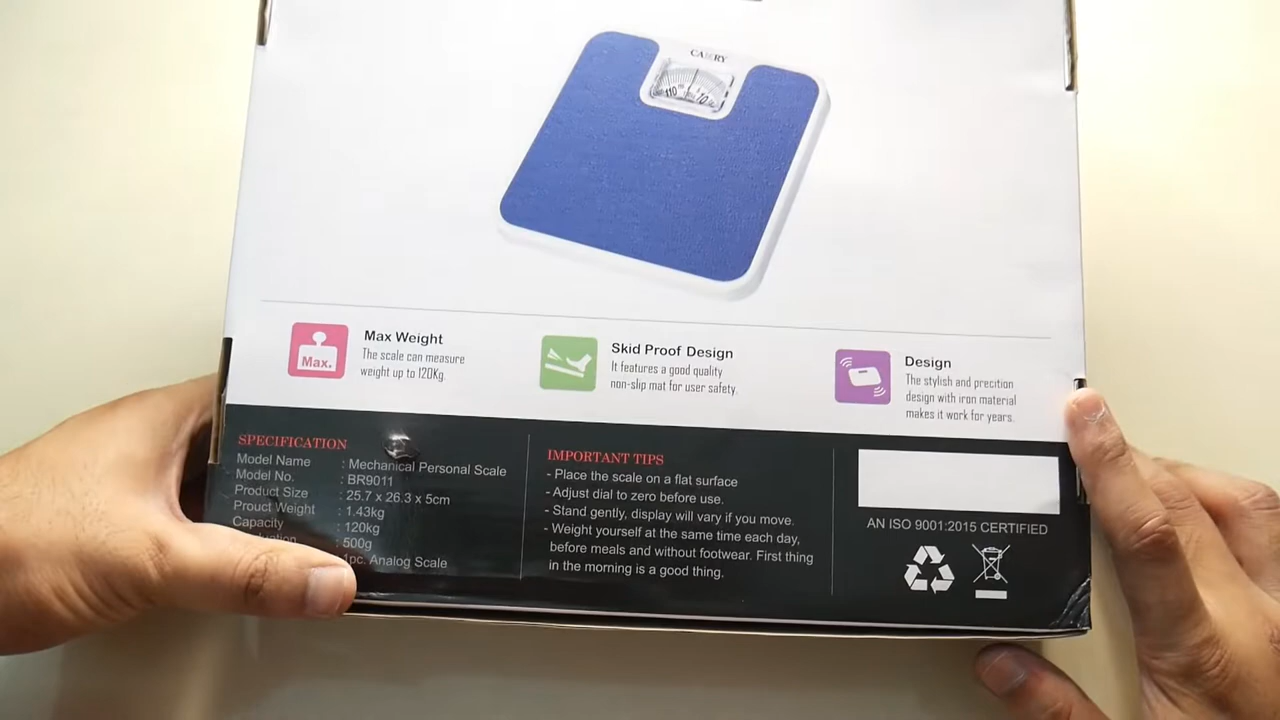 CAMRY
110
10
Max.
Max Weight
The scale can measure
weight up to 120Kg.
Skid Proof Design
It features a good quality
non-slip mat for user safety.
Design
The stylish and precition
design with iron material
makes it work for years.
SPECIFICATION
Model Name : Mechanical Personal Scale
Model No. : BR9011
Product Size : 25.7 x 26.3 x 5cm
Prouct Weight : 1.43kg
Capacity : 120kg
: 500g
1pc. Analog Scale
IMPORTANT TIPS
- Place the scale on a flat surface
- Adjust dial to zero before use.
- Stand gently, display will vary if you move.
- Weight yourself at the same time each day,
before meals and without footwear. First thing
in the morning is a good thing.
AN ISO 9001:2015 CERTIFIED